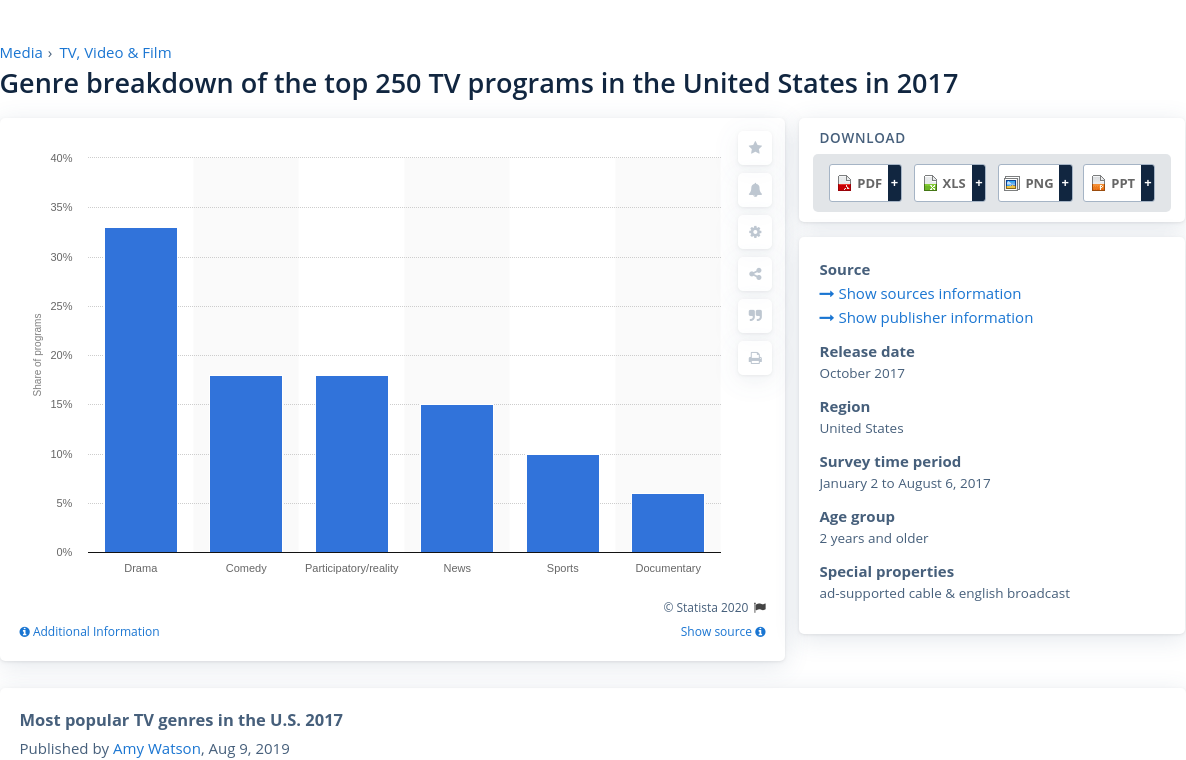 Media › TV, Video & Film
Genre breakdown of the top 250 TV programs in the United States in 2017
40%
35%
30%
25%
20%
15%
10%
5%
0%
Share of programs
Drama
Comedy
Participatory/reality
News
Sports
Documentary
© Statista 2020
Additional Information
Show source
DOWNLOAD
PDF + XLS + PNG + PPT +
Source
Show sources information
Show publisher information
Release date
October 2017
Region
United States
Survey time period
January 2 to August 6, 2017
Age group
2 years and older
Special properties
ad-supported cable & english broadcast
Most popular TV genres in the U.S. 2017
Published by Amy Watson, Aug 9, 2019